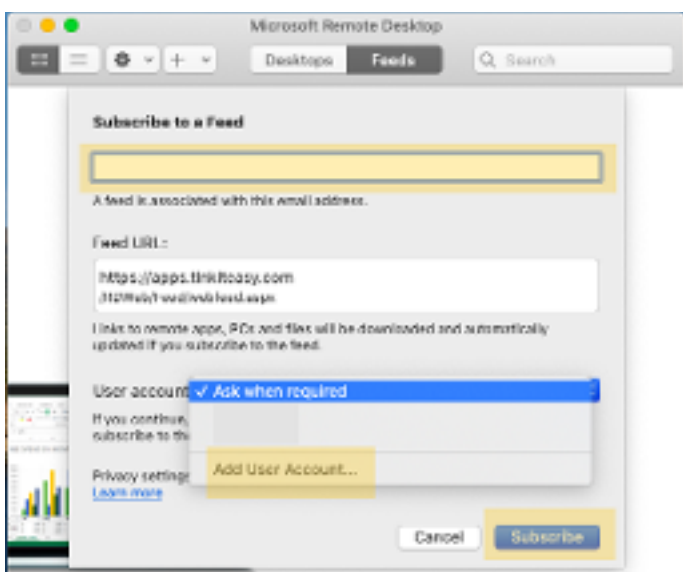 Microsoft Remote Desktop
Desktops Feeds Search
Subscribe to a Feed
A feed is associated with this email address.
Feed URL:
https://apps.
Links to remote apps, PCs and files will be downloaded and automatically
updated if you subscribe to the feed.
User account ✓ Ask when required
If you continue,
subscribe to the
Add User Account...
Privacy settings
Learn more
Cancel Subscribe